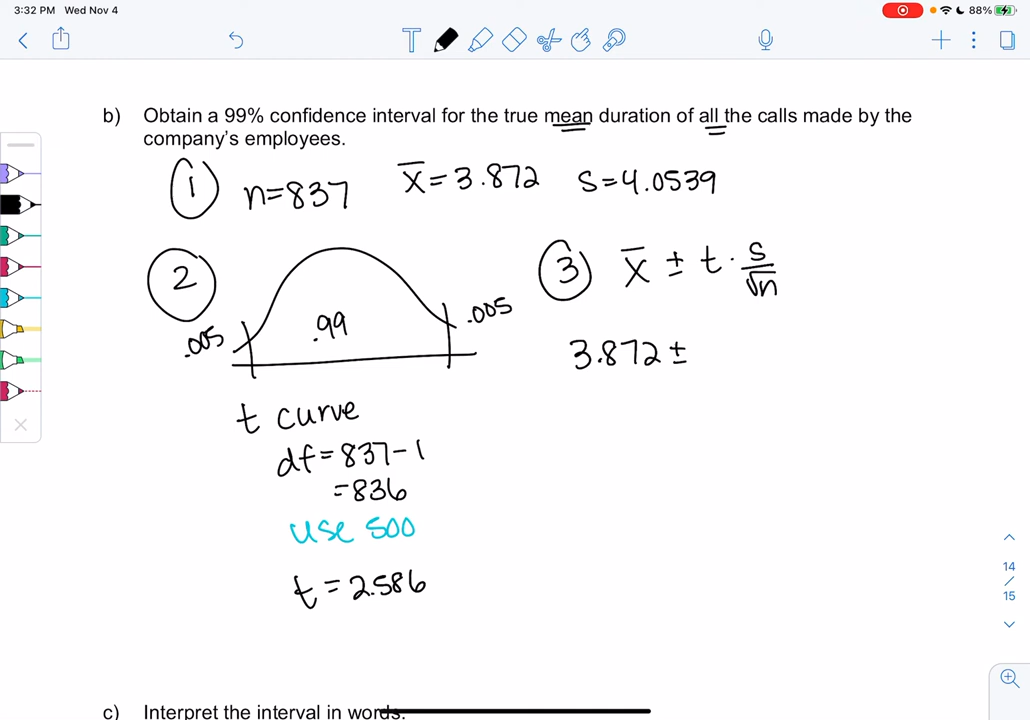 3:32 PM Wed Nov 4
88%
T
b) Obtain a 99% confidence interval for the true mean duration of all the calls made by the
company's employees.
① n=837 x̅=3.872 s=4.0539
②
.005 .99 .005
t curve
df=837-1
=836
use 500
t=2.586
③ x̅ ± t · s/√n
3.872 ±
14
/
15
c) Interpret the interval in words.